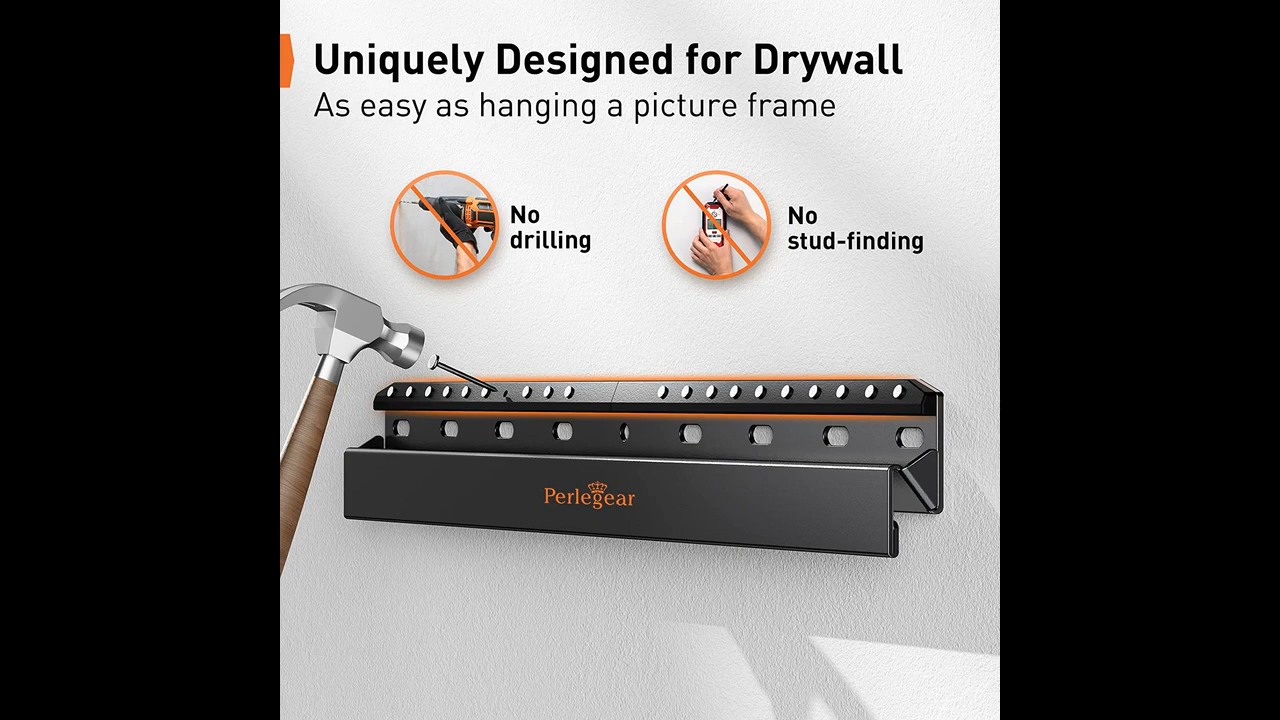 Uniquely Designed for Drywall
As easy as hanging a picture frame
No
drilling
No
stud-finding
Perlegear